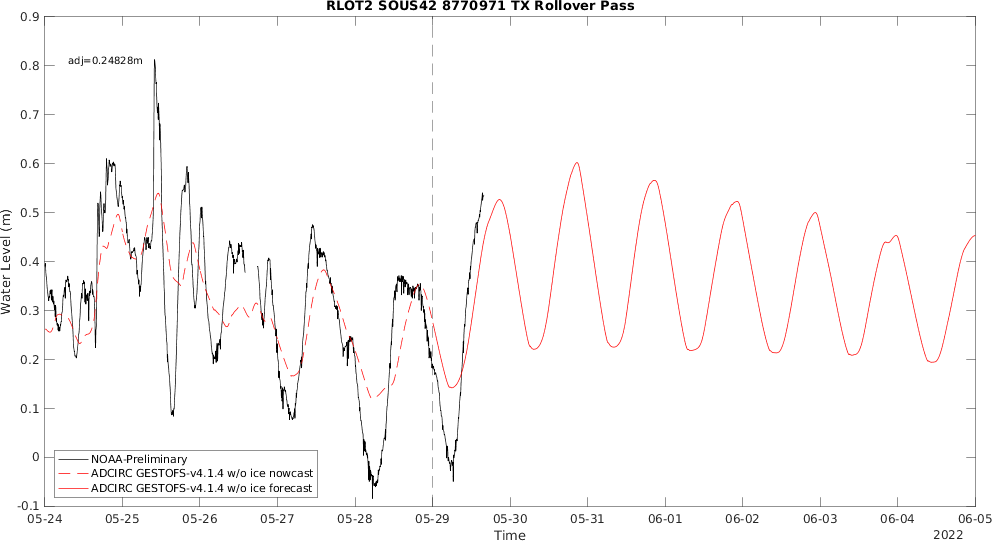 RLOT2 SOUS42 8770971 TX Rollover Pass
adj=0.24828m
0.9
0.8
0.7
0.6
0.5
0.4
0.3
0.2
0.1
0
-0.1
Water Level (m)
NOAA-Preliminary
ADCIRC GESTOFS-v4.1.4 w/o ice nowcast
ADCIRC GESTOFS-v4.1.4 w/o ice forecast
05-24 05-25 05-26 05-27 05-28 05-29 05-30 05-31 06-01 06-02 06-03 06-04 06-05
Time
2022